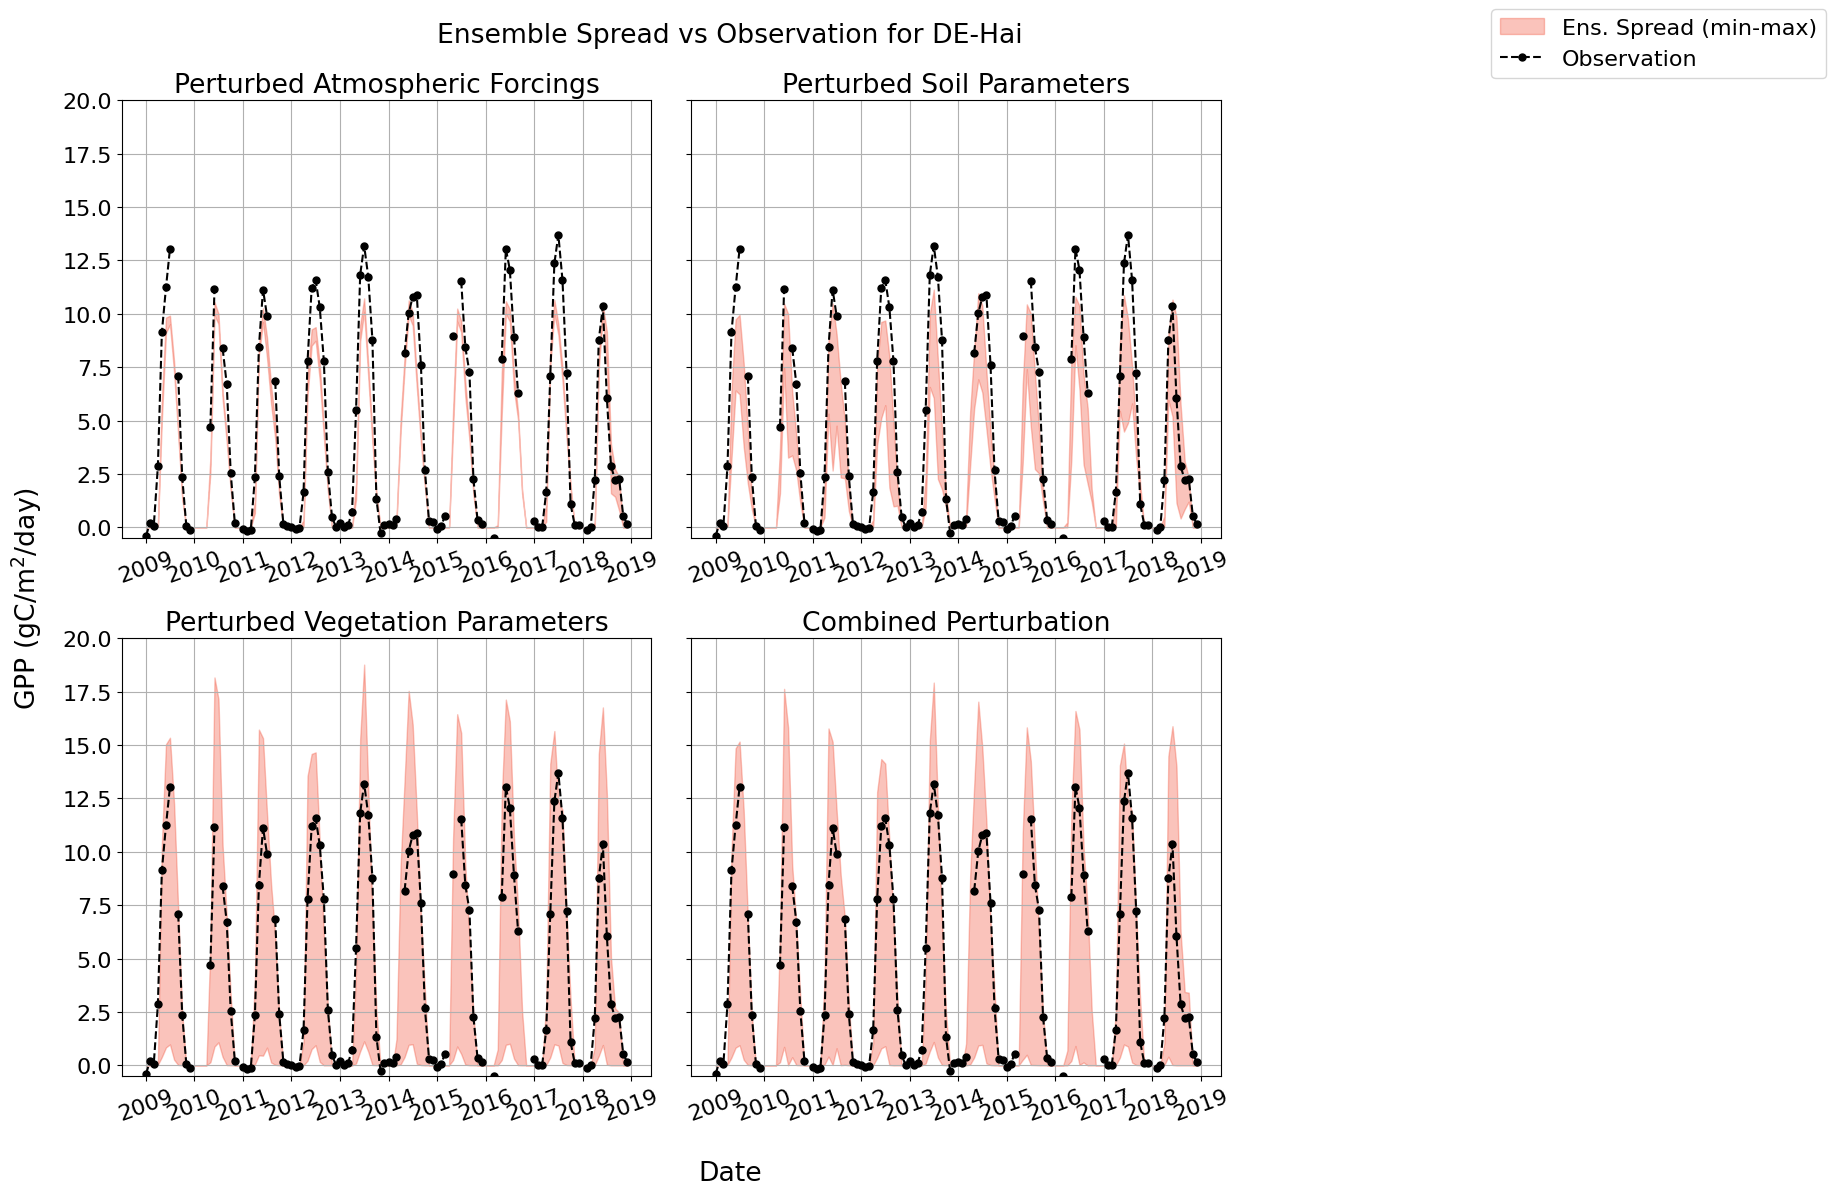 Ensemble Spread vs Observation for DE-Hai
Ens. Spread (min-max)
Observation
Perturbed Atmospheric Forcings
Perturbed Soil Parameters
20.0
17.5
15.0
12.5
10.0
7.5
5.0
2.5
0.0
2009 2010 2011 2012 2013 2014 2015 2016 2017 2018 2019
2009 2010 2011 2012 2013 2014 2015 2016 2017 2018 2019
GPP (gC/m²/day)
Perturbed Vegetation Parameters
Combined Perturbation
20.0
17.5
15.0
12.5
10.0
7.5
5.0
2.5
0.0
2009 2010 2011 2012 2013 2014 2015 2016 2017 2018 2019
2009 2010 2011 2012 2013 2014 2015 2016 2017 2018 2019
Date